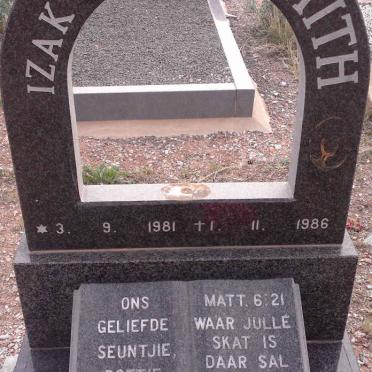 IZAK
* 3. 9. 1981 † 1. 11. 1986
ONS
GELIEFDE
SEUNTJIE,
MATT. 6:21
WAAR JULLE
SKAT IS
DAAR SAL